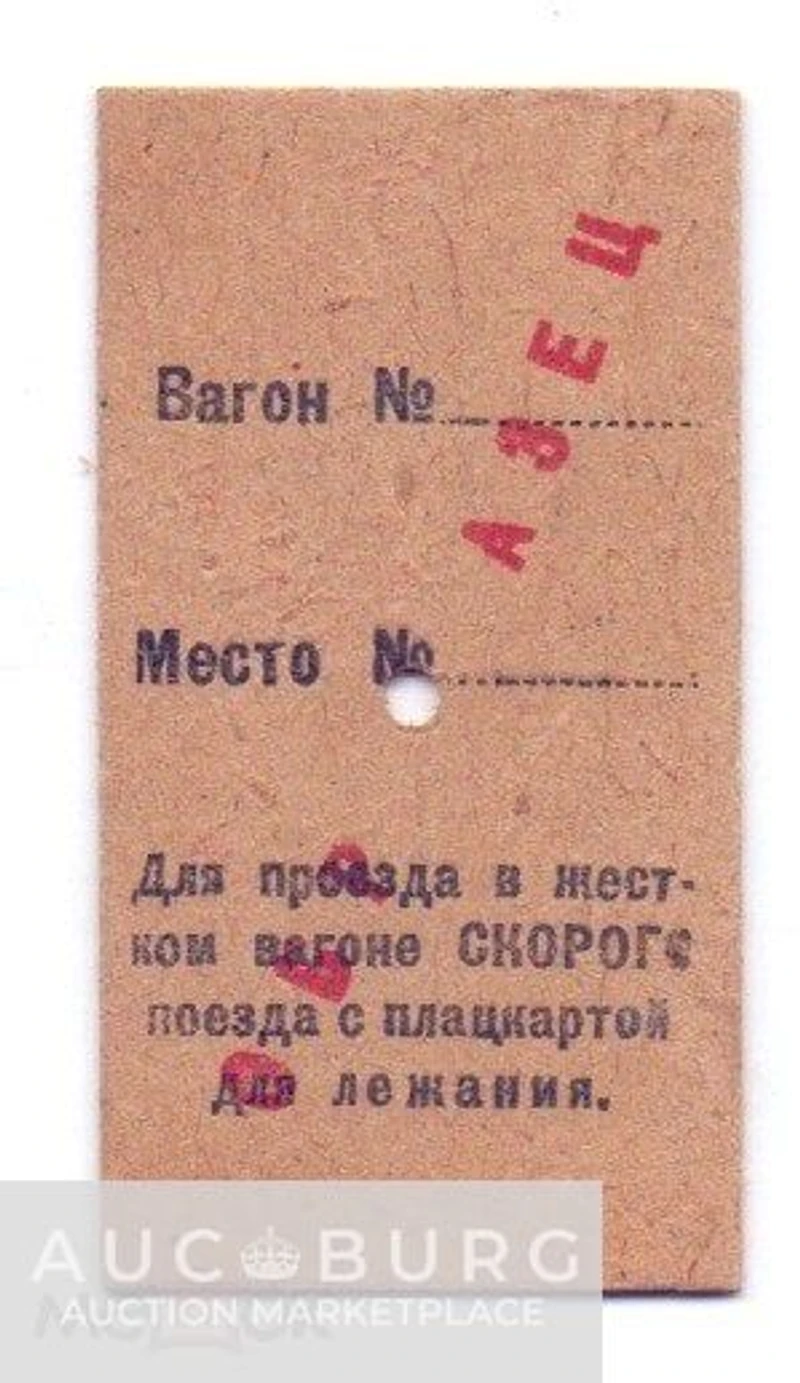 Вагон №
Место №
Для проезда в жест-
ком вагоне СКОРОГО
поезда с плацкартой
для лежания.
ОБРАЗЕЦ
AUCBURG
AUCTION MARKETPLACE